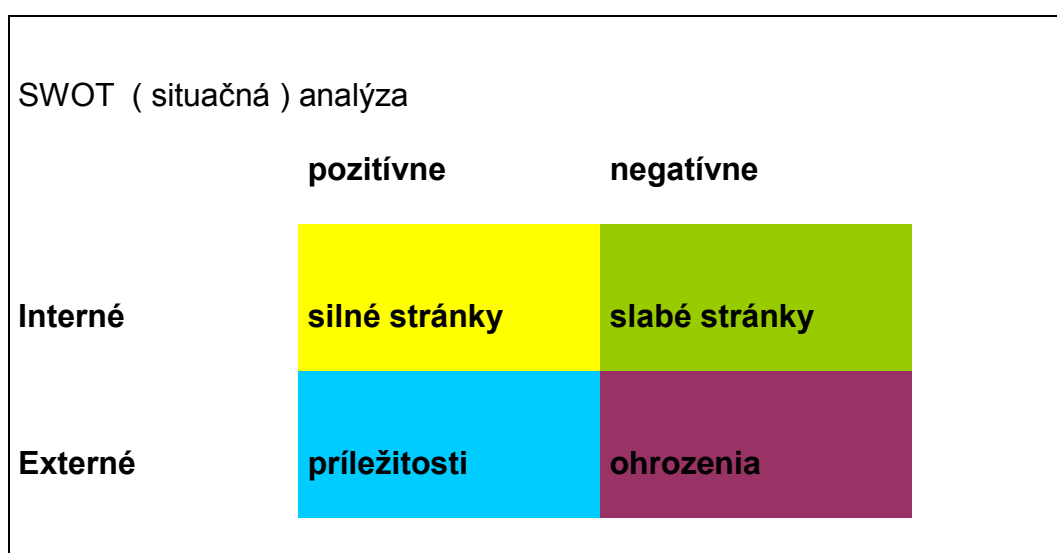 SWOT ( situačná ) analýza
pozitívne negatívne
Interné silné stránky slabé stránky
Externé príležitosti ohrozenia